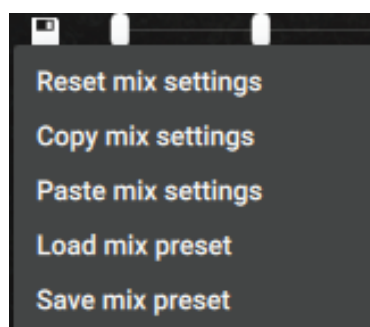 Reset mix settings
Copy mix settings
Paste mix settings
Load mix preset
Save mix preset